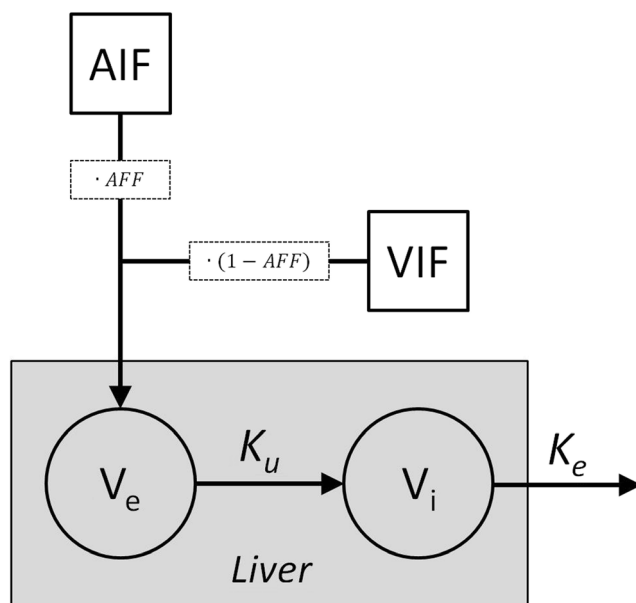 AIF
· AFF
· (1 − AFF)
VIF
V_e
K_u
V_i
K_e
Liver